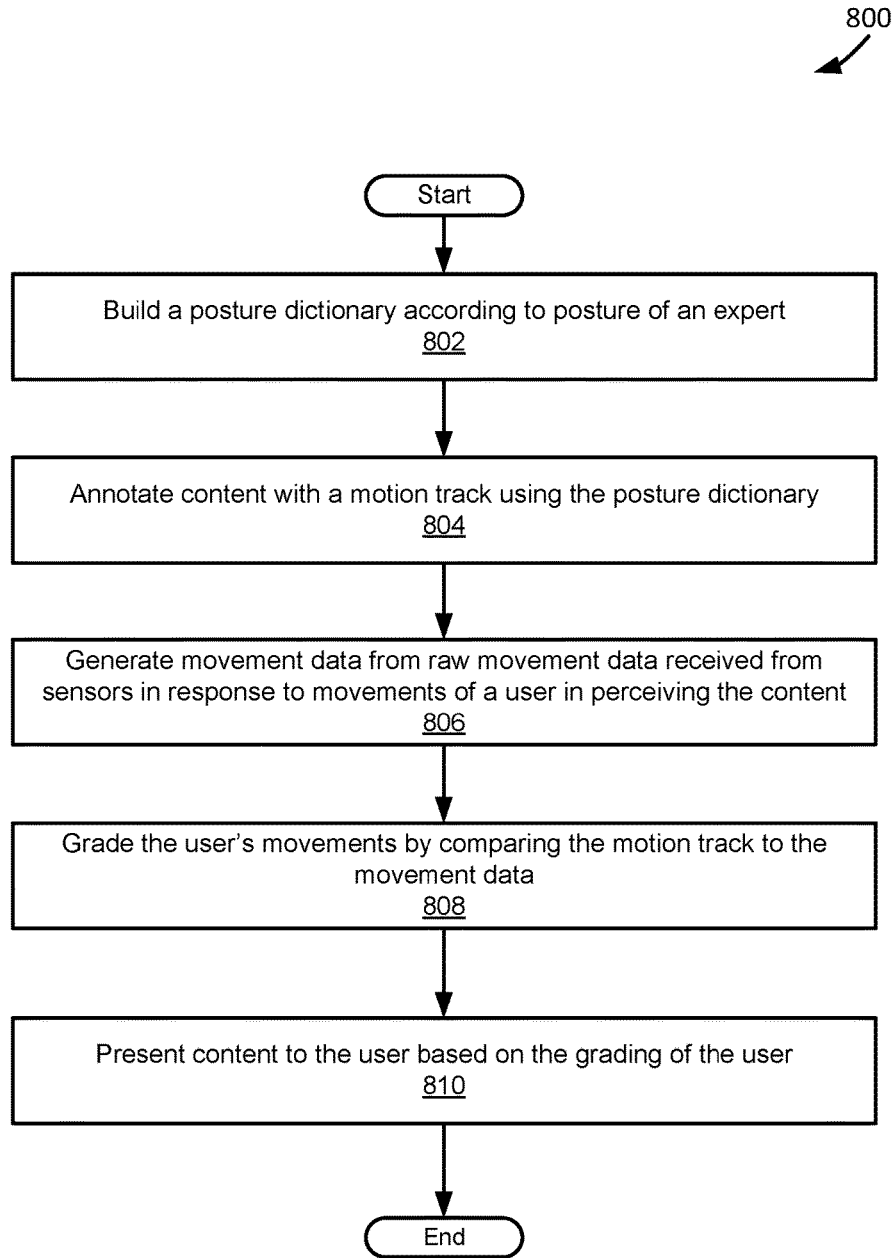 800
Start
Build a posture dictionary according to posture of an expert
802
Annotate content with a motion track using the posture dictionary
804
Generate movement data from raw movement data received from
sensors in response to movements of a user in perceiving the content
806
Grade the user's movements by comparing the motion track to the
movement data
808
Present content to the user based on the grading of the user
810
End